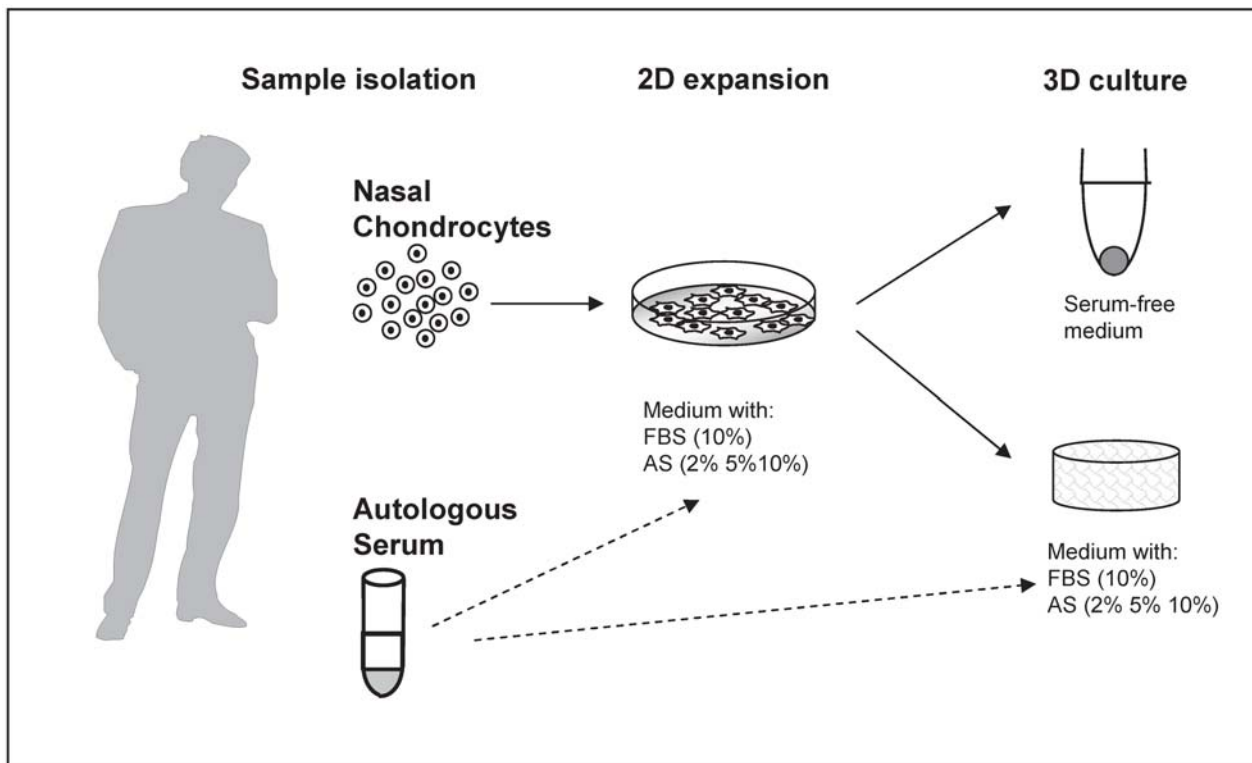 Sample isolation
2D expansion
3D culture
Nasal
Chondrocytes
Serum-free
medium
Medium with:
FBS (10%)
AS (2% 5%10%)
Autologous
Serum
Medium with:
FBS (10%)
AS (2% 5% 10%)